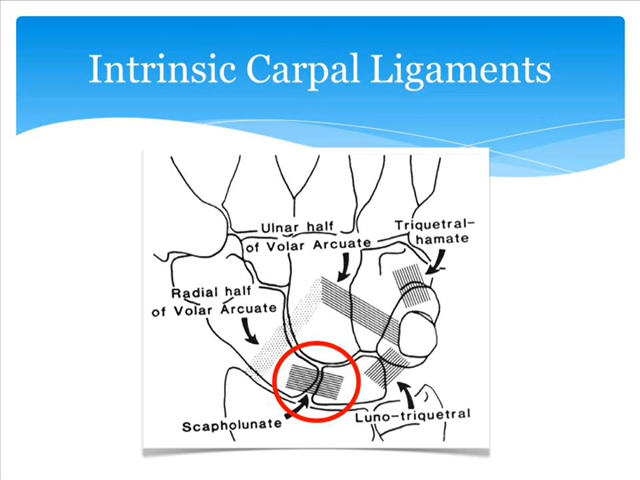 Intrinsic Carpal Ligaments
Ulnar half
of Volar Arcuate
Triquetral-
hamate
Radial half
of Volar Arcuate
Scapholunate
Luno-triquetral